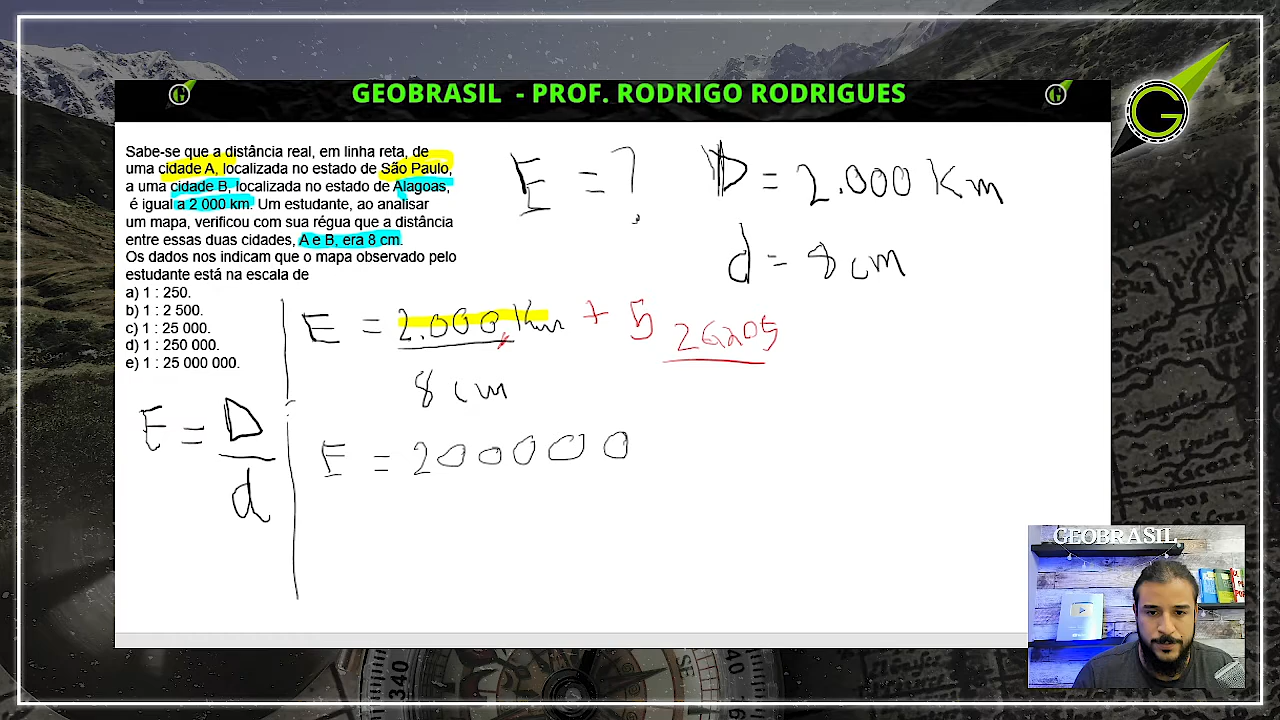 GEOBRASIL - PROF. RODRIGO RODRIGUES
Sabe-se que a distância real, em linha reta, de
uma cidade A, localizada no estado de São Paulo,
a uma cidade B, localizada no estado de Alagoas,
é igual a 2 000 km. Um estudante, ao analisar
um mapa, verificou com sua régua que a distância
entre essas duas cidades, A e B, era 8 cm.
Os dados nos indicam que o mapa observado pelo
estudante está na escala de
a) 1 : 250.
b) 1 : 2 500.
c) 1 : 25 000.
d) 1 : 250 000.
e) 1 : 25 000 000.
E = D
d
E = ? D = 2.000 Km
d = 8 cm
E = 2.000 Km + 5
8 cm
E = 200000
GEOBRASIL
340
SE
140